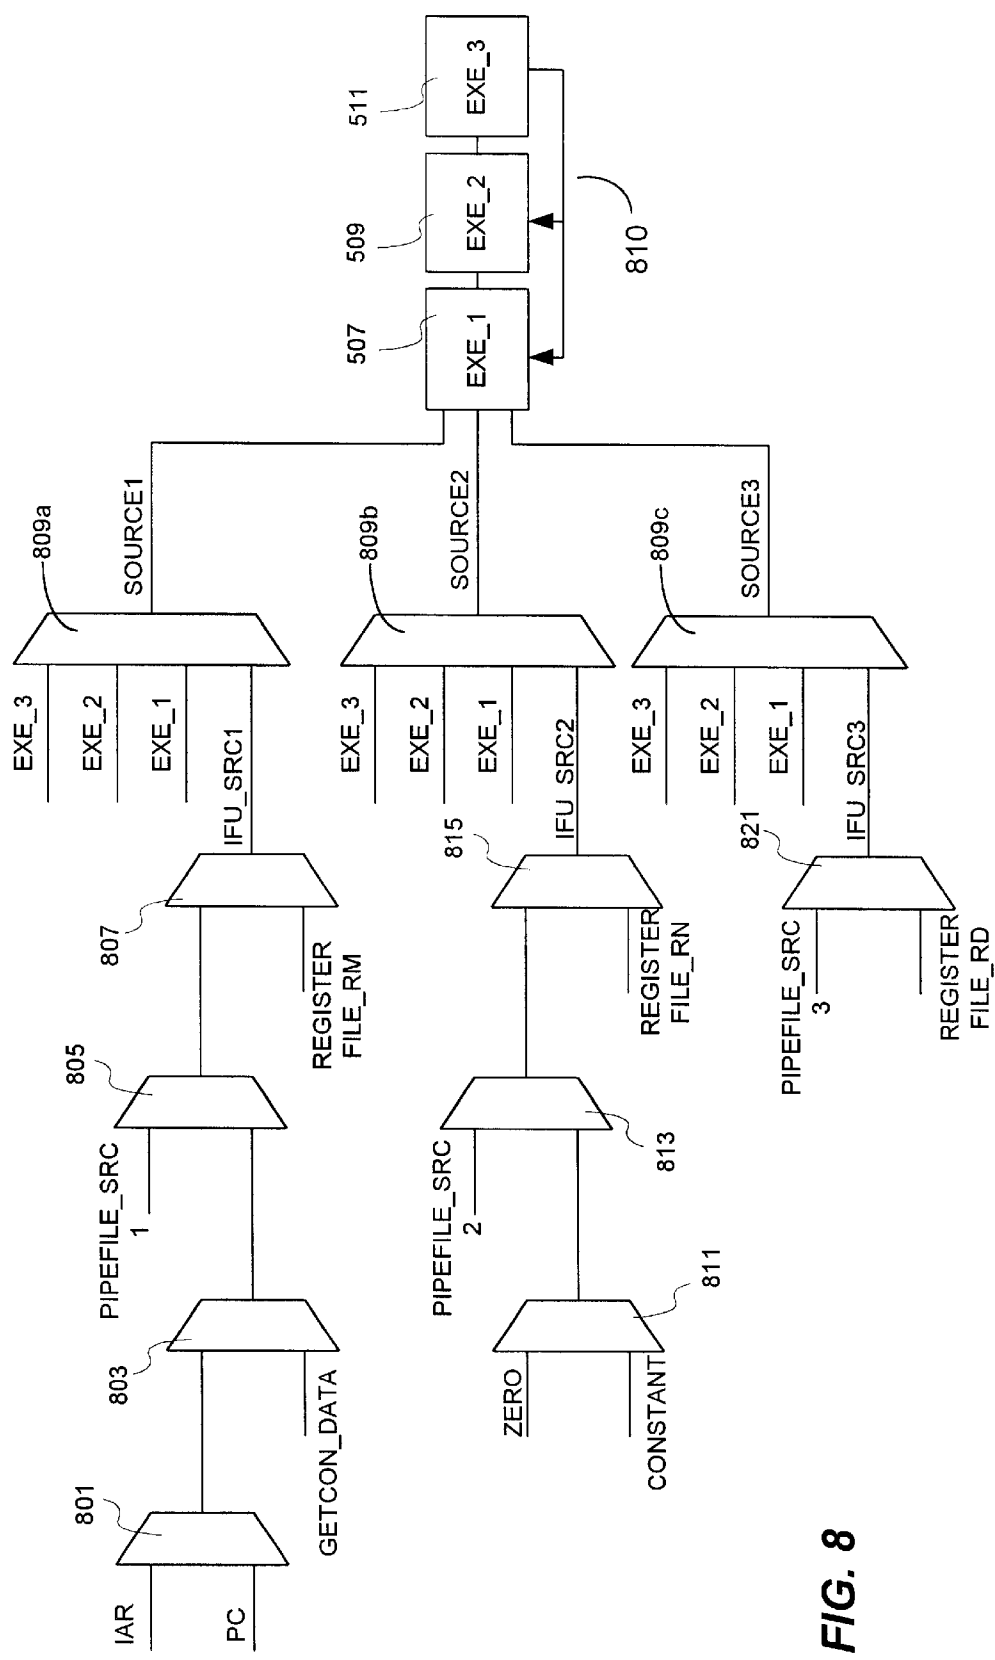 IAR
PC
801
803
GETCON_DATA
PIPEFILE_SRC
1
805
807
REGISTER
FILE_RM
IFU_SRC1
EXE_3
EXE_2
EXE_1
809a
SOURCE1
ZERO
CONSTANT
811
PIPEFILE_SRC
2
813
815
REGISTER
FILE_RN
IFU_SRC2
EXE_3
EXE_2
EXE_1
809b
SOURCE2
PIPEFILE_SRC
3
821
REGISTER
FILE_RD
IFU_SRC3
EXE_3
EXE_2
EXE_1
809c
SOURCE3
507
EXE_1
509
EXE_2
511
EXE_3
810
FIG. 8